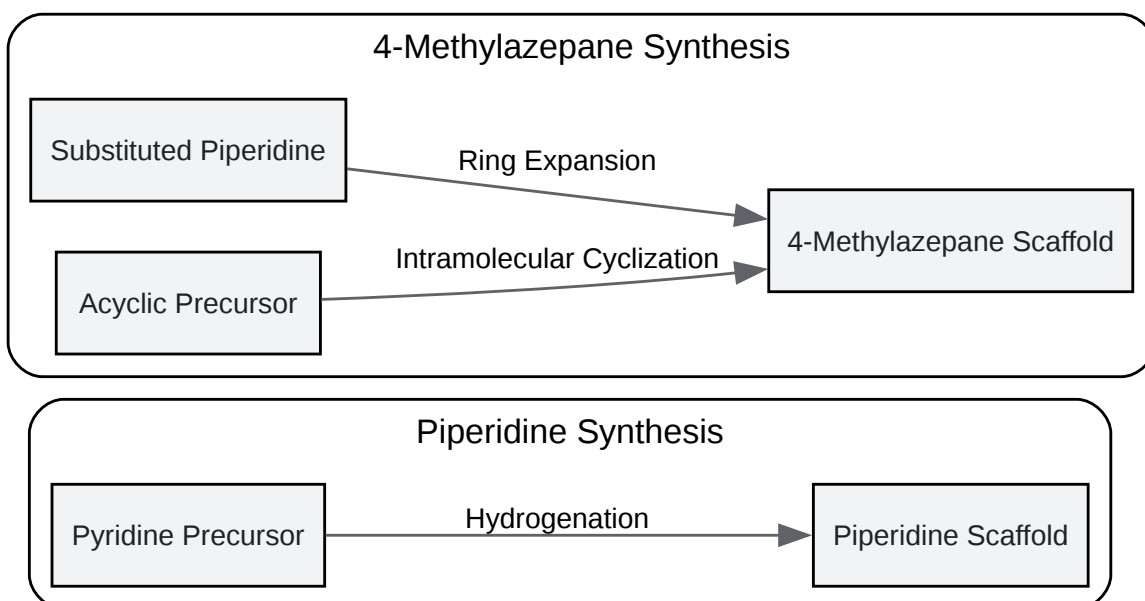 4-Methylazepane Synthesis
Substituted Piperidine
Ring Expansion
4-Methylazepane Scaffold
Intramolecular Cyclization
Acyclic Precursor
Piperidine Synthesis
Pyridine Precursor
Hydrogenation
Piperidine Scaffold